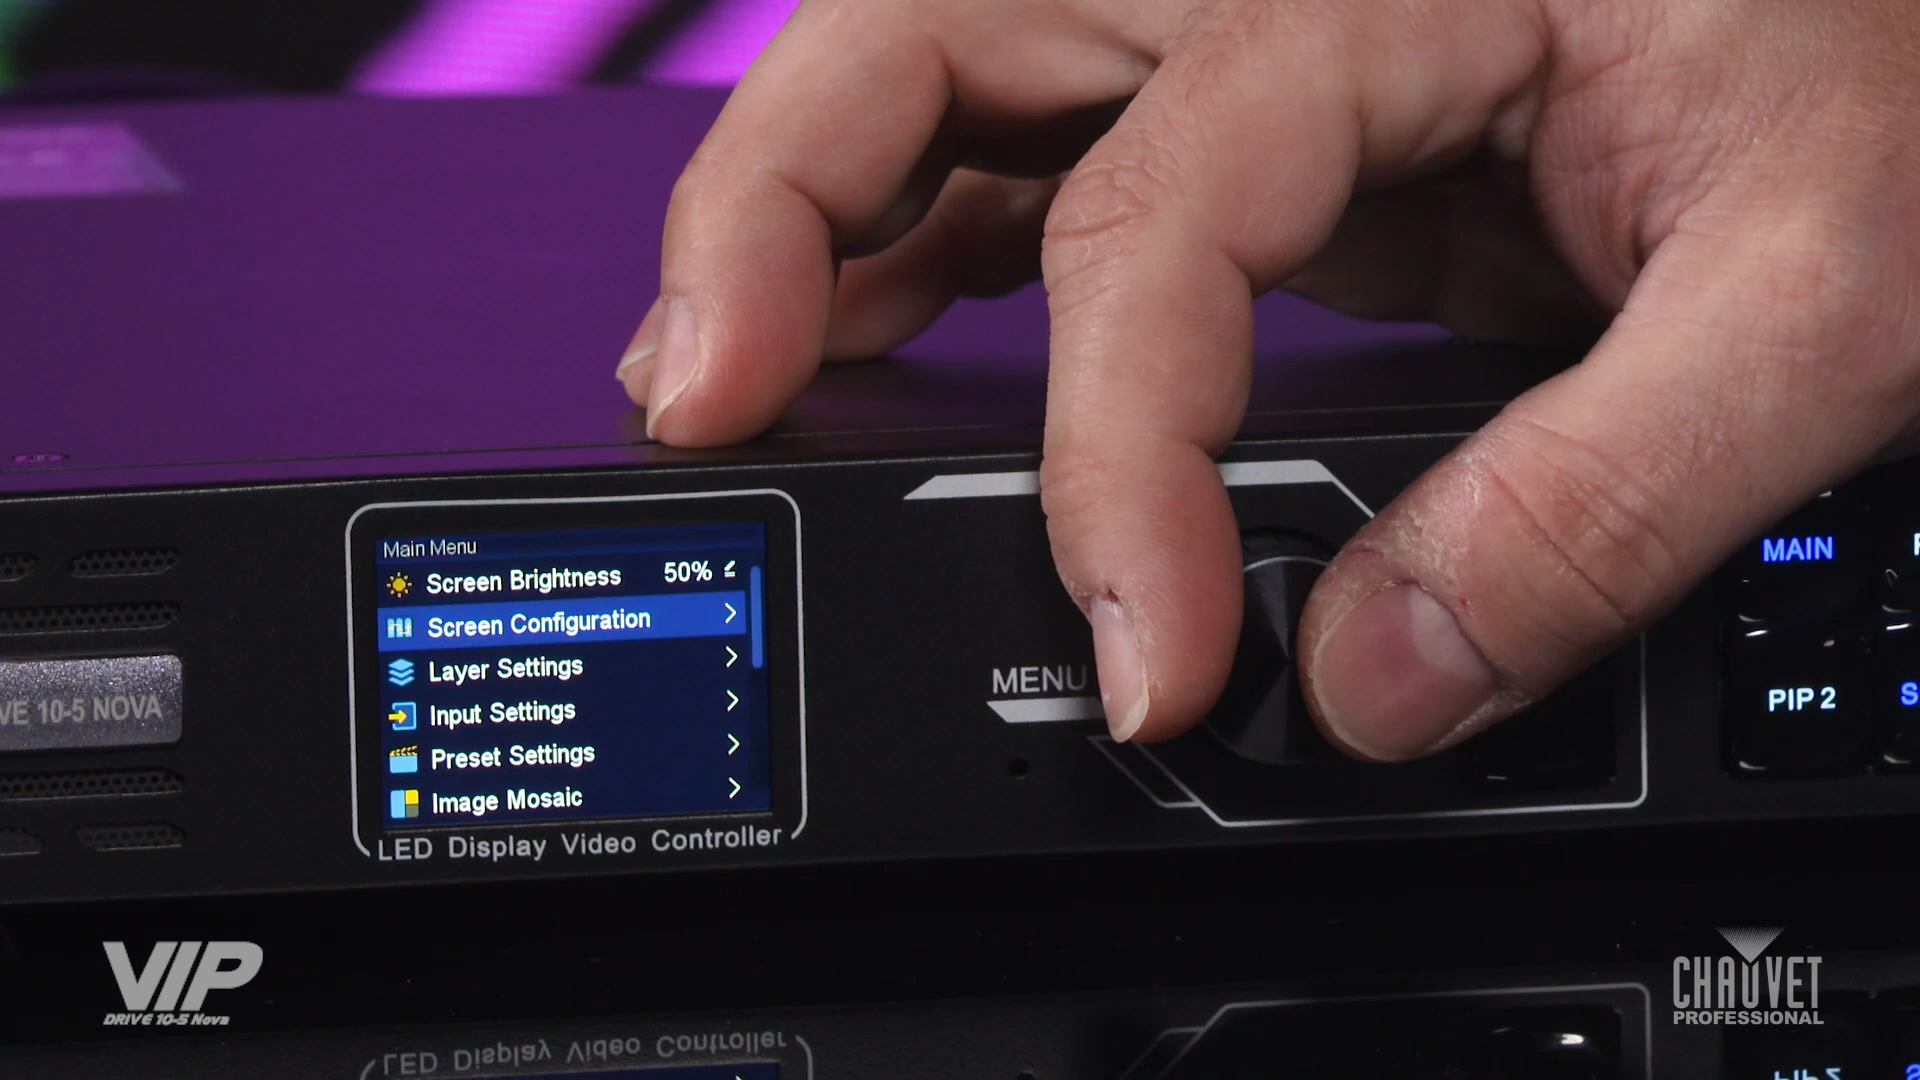 Main Menu
Screen Brightness 50%
Screen Configuration >
Layer Settings >
Input Settings >
Preset Settings >
Image Mosaic >
LED Display Video Controller
VE 10-5 NOVA
MENU
MAIN
PIP 2
VIP
DRIVE 10-5 Nova
CHAUVET
PROFESSIONAL